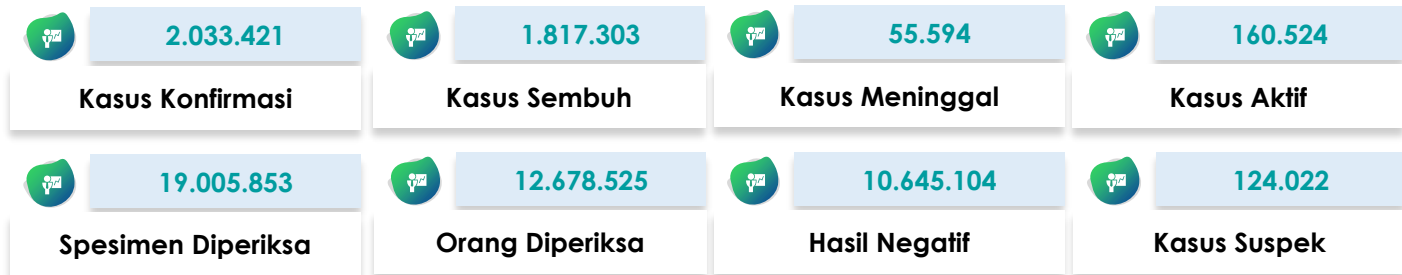 2.033.421
Kasus Konfirmasi
1.817.303
Kasus Sembuh
55.594
Kasus Meninggal
160.524
Kasus Aktif
19.005.853
Spesimen Diperiksa
12.678.525
Orang Diperiksa
10.645.104
Hasil Negatif
124.022
Kasus Suspek